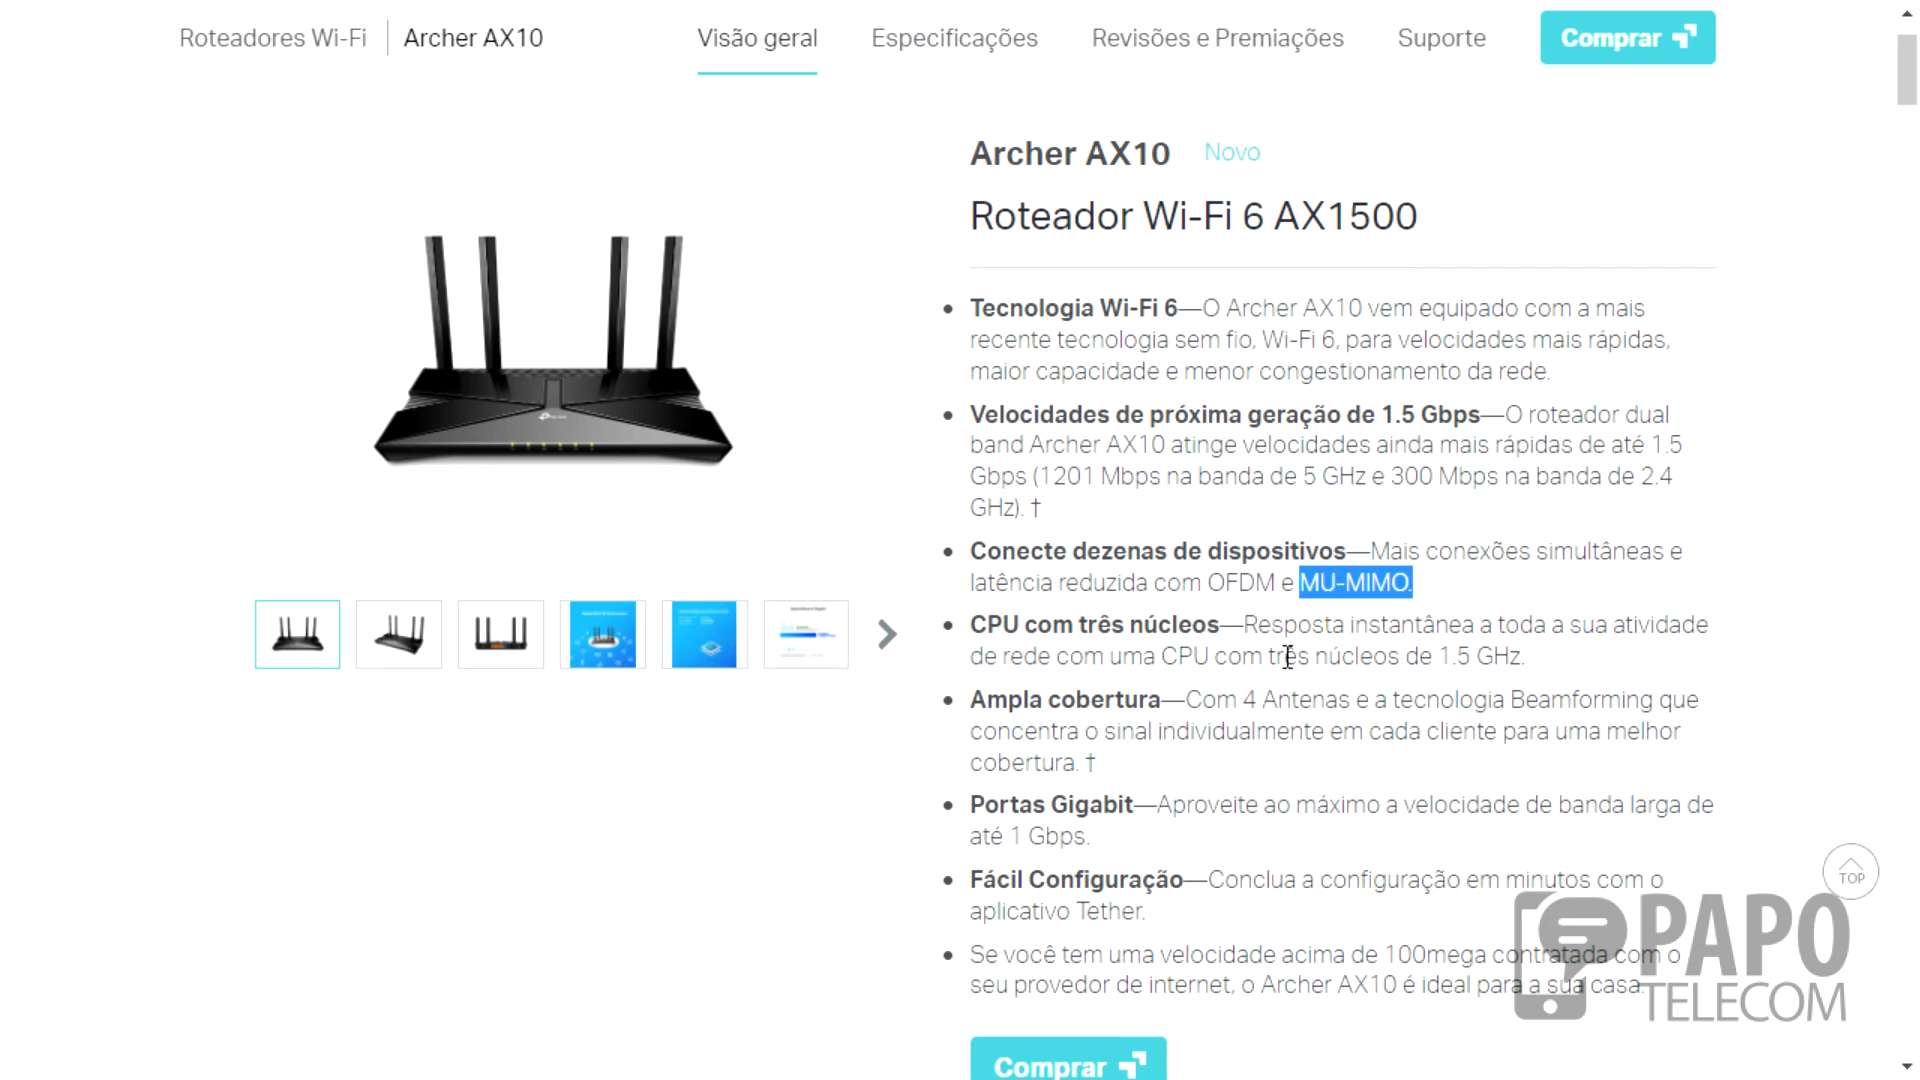 Roteadores Wi-Fi
Archer AX10
Visão geral
Especificações
Revisões e Premiações
Suporte
Comprar
Archer AX10
Novo
Roteador Wi-Fi 6 AX1500
Tecnologia Wi-Fi 6—O Archer AX10 vem equipado com a mais
recente tecnologia sem fio, Wi-Fi 6, para velocidades mais rápidas,
maior capacidade e menor congestionamento da rede.
Velocidades de próxima geração de 1.5 Gbps—O roteador dual
band Archer AX10 atinge velocidades ainda mais rápidas de até 1.5
Gbps (1201 Mbps na banda de 5 GHz e 300 Mbps na banda de 2.4
GHz). †
Conecte dezenas de dispositivos—Mais conexões simultâneas e
latência reduzida com OFDM e MU-MIMO.
CPU com três núcleos—Resposta instantânea a toda a sua atividade
de rede com uma CPU com três núcleos de 1.5 GHz.
Ampla cobertura—Com 4 Antenas e a tecnologia Beamforming que
concentra o sinal individualmente em cada cliente para uma melhor
cobertura. †
Portas Gigabit—Aproveite ao máximo a velocidade de banda larga de
até 1 Gbps.
Fácil Configuração—Conclua a configuração em minutos com o
aplicativo Tether.
Se você tem uma velocidade acima de 100mega contratada com o
seu provedor de internet, o Archer AX10 é ideal para a sua casa.
Comprar
TOP
PAPO
TELECOM